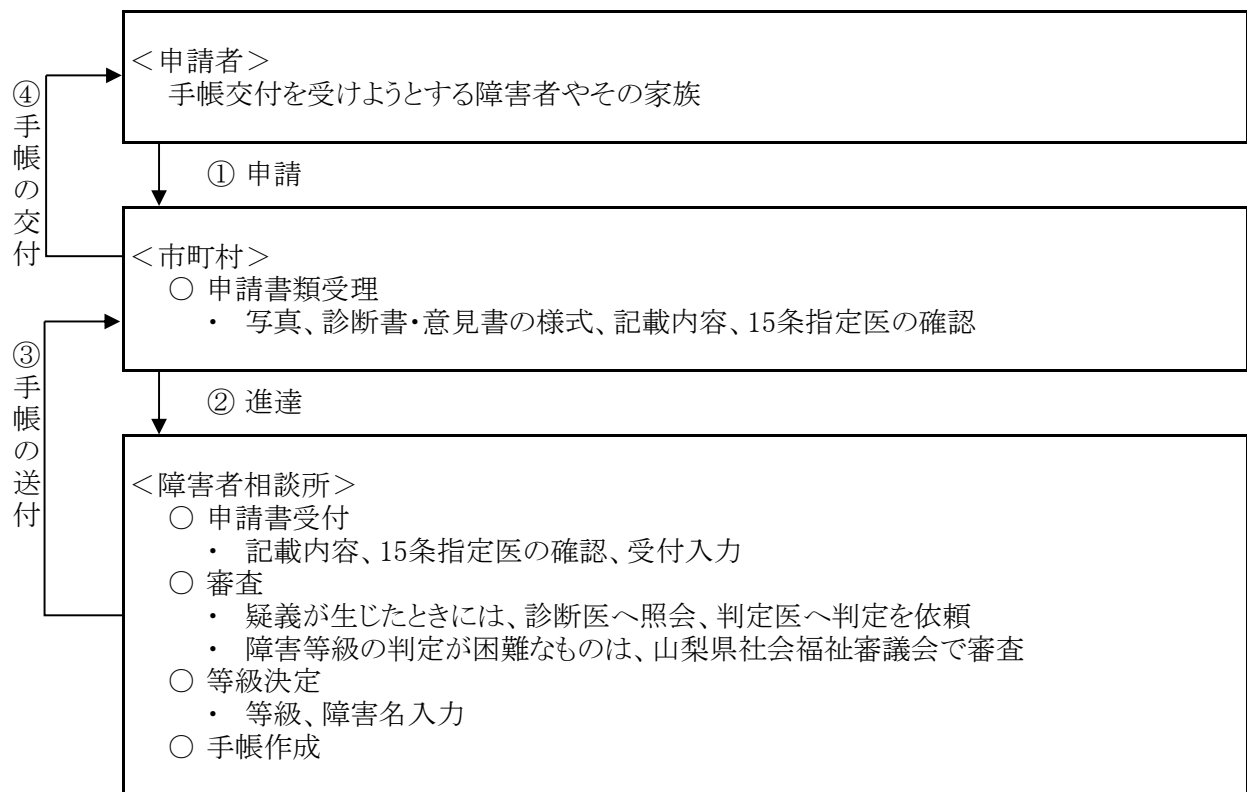 ＜申請者＞
手帳交付を受けようとする障害者やその家族
① 申請
＜市町村＞
○ 申請書類受理
・ 写真、診断書・意見書の様式、記載内容、15条指定医の確認
② 進達
＜障害者相談所＞
○ 申請書受付
・ 記載内容、15条指定医の確認、受付入力
○ 審査
・ 疑義が生じたときには、診断医へ照会、判定医へ判定を依頼
・ 障害等級の判定が困難なものは、山梨県社会福祉審議会で審査
○ 等級決定
・ 等級、障害名入力
○ 手帳作成
③手帳の送付
④手帳の交付